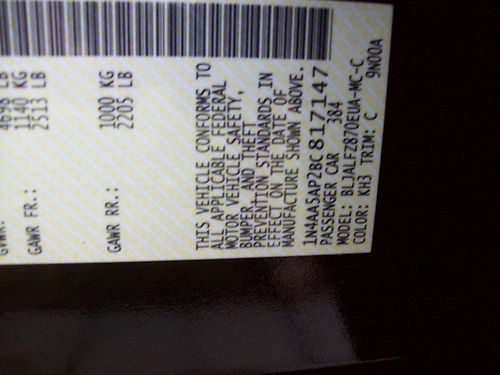 4698 LB
GAWR FR.: 1140 KG
2513 LB
GAWR RR.: 1000 KG
2205 LB
THIS VEHICLE CONFORMS TO
ALL APPLICABLE FEDERAL
MOTOR VEHICLE SAFETY,
BUMPER, AND THEFT
PREVENTION STANDARDS IN
EFFECT ON THE DATE OF
MANUFACTURE SHOWN ABOVE.
1N4AA5AP2BC817147
PASSENGER CAR 384
MODEL: BLJALFZ870EUA-MC-C
COLOR: KH3 TRIM: C 9N00A